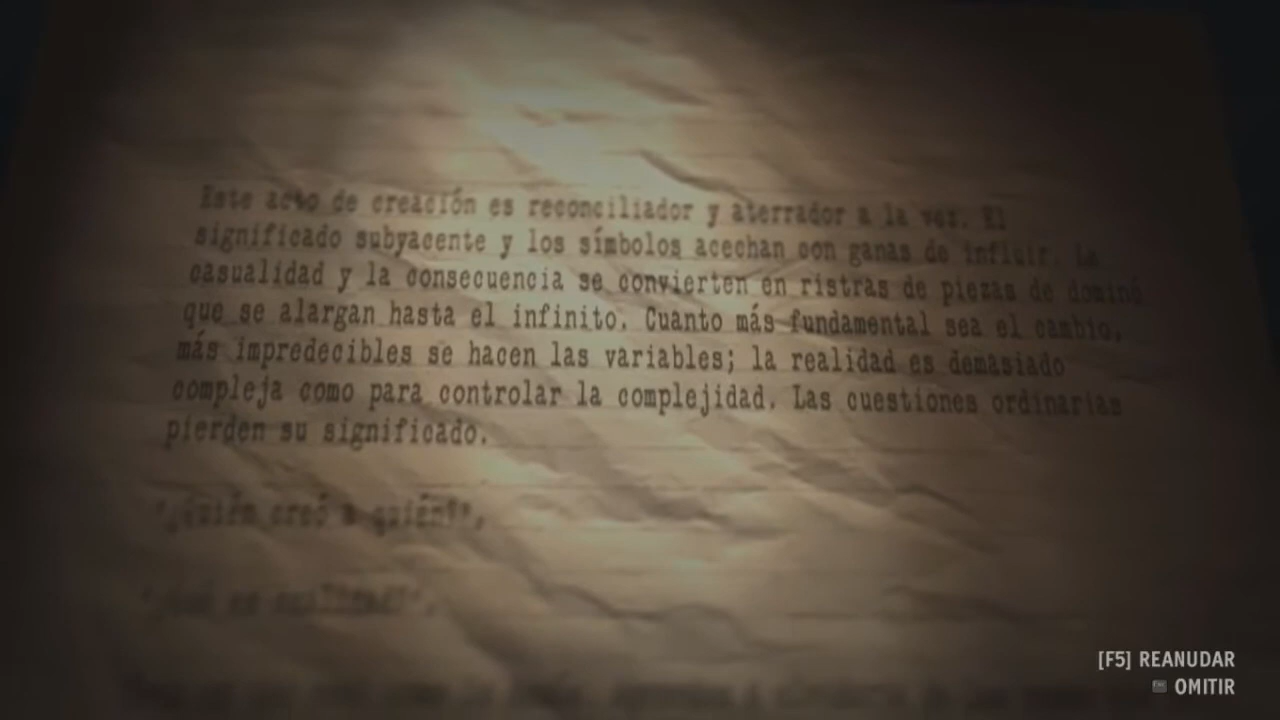 Este acto de creación es reconciliador y aterrador a la vez. El
significado subyacente y los símbolos acechan con ganas de influir. La
casualidad y la consecuencia se convierten en ristras de piezas de dominó
que se alargan hasta el infinito. Cuanto más fundamental sea el cambio,
más impredecibles se hacen las variables; la realidad es demasiado
compleja como para controlar la complejidad. Las cuestiones ordinarias
pierden su significado.
"¿Quién creó a quién?",
[F5] REANUDAR
OMITIR